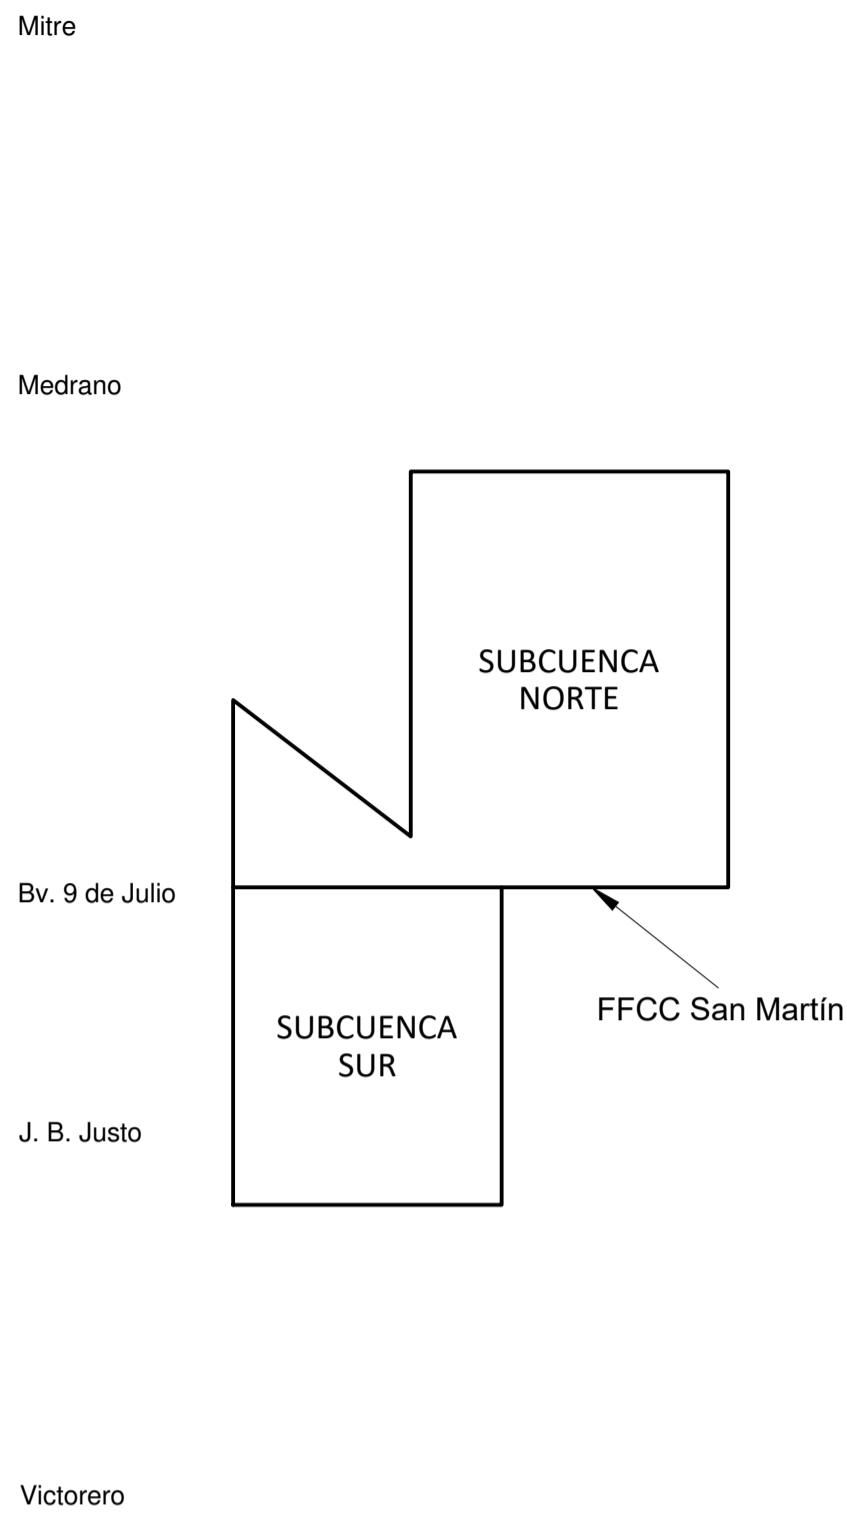 Mitre
Medrano
SUBCUENCA
NORTE
Bv. 9 de Julio
FFCC San Martín
SUBCUENCA
SUR
J. B. Justo
Victorero